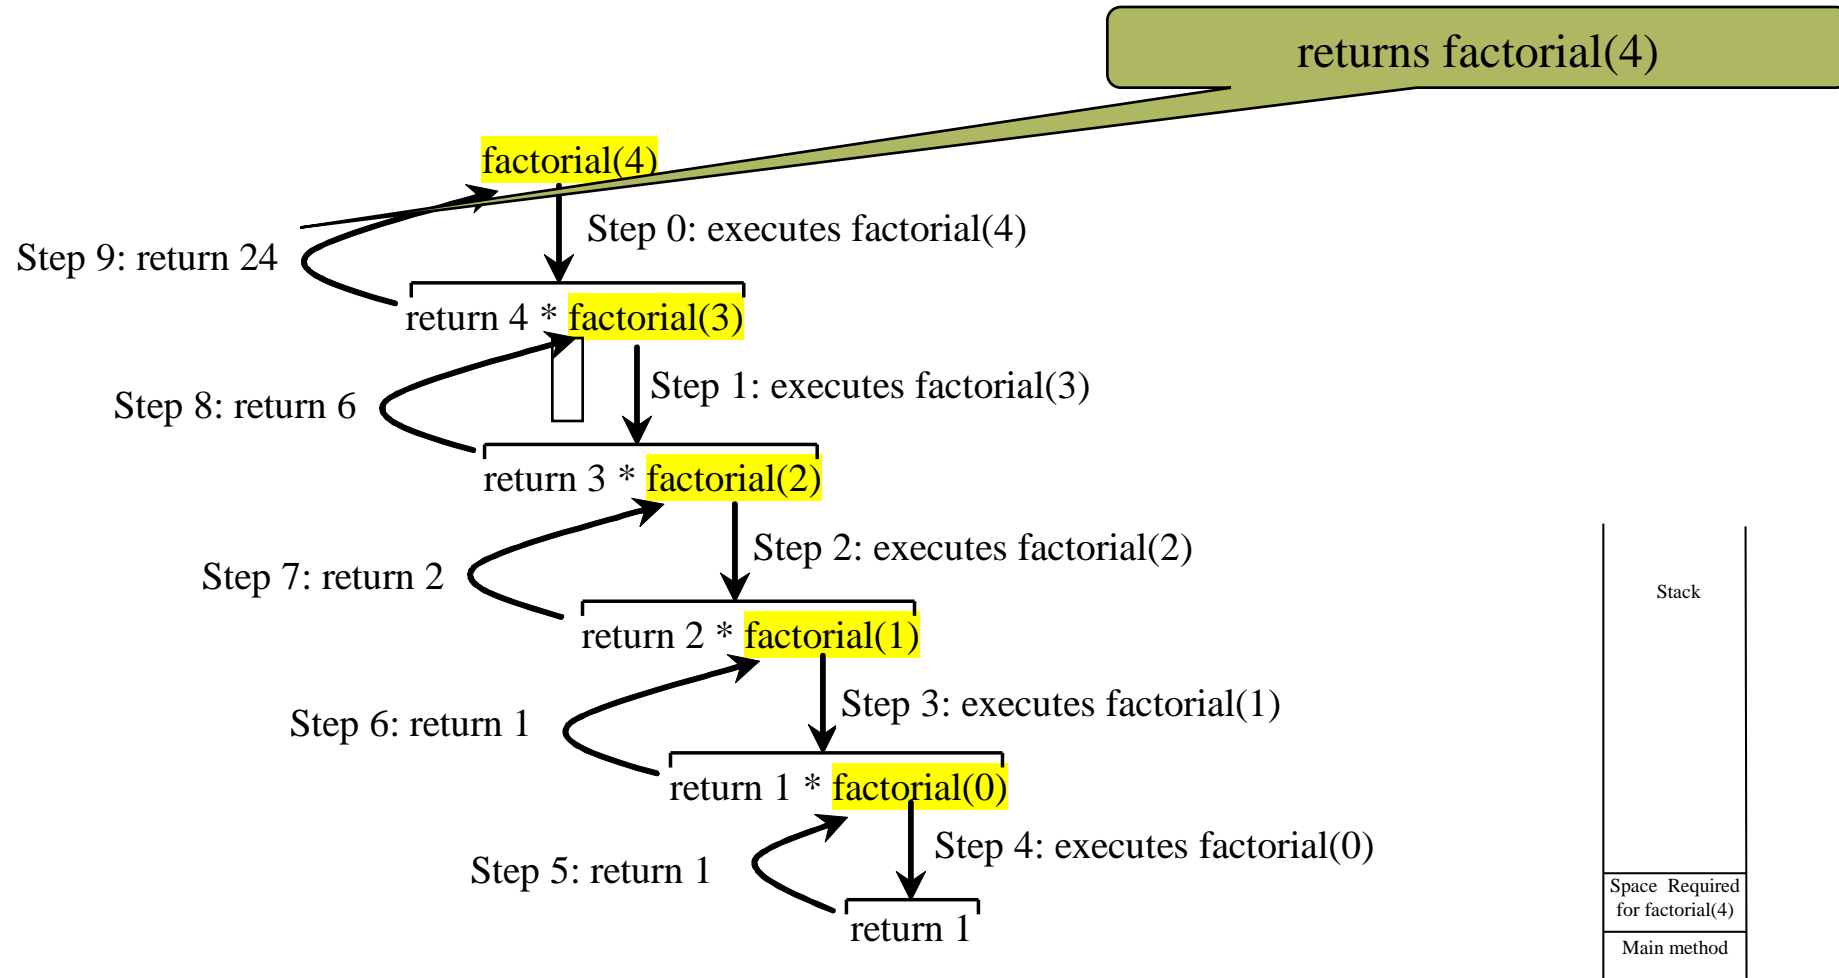 returns factorial(4)
factorial(4)
Step 0: executes factorial(4)
Step 9: return 24
return 4 * factorial(3)
Step 1: executes factorial(3)
Step 8: return 6
return 3 * factorial(2)
Step 2: executes factorial(2)
Step 7: return 2
return 2 * factorial(1)
Step 3: executes factorial(1)
Step 6: return 1
return 1 * factorial(0)
Step 4: executes factorial(0)
Step 5: return 1
return 1
Stack
Space Required
for factorial(4)
Main method